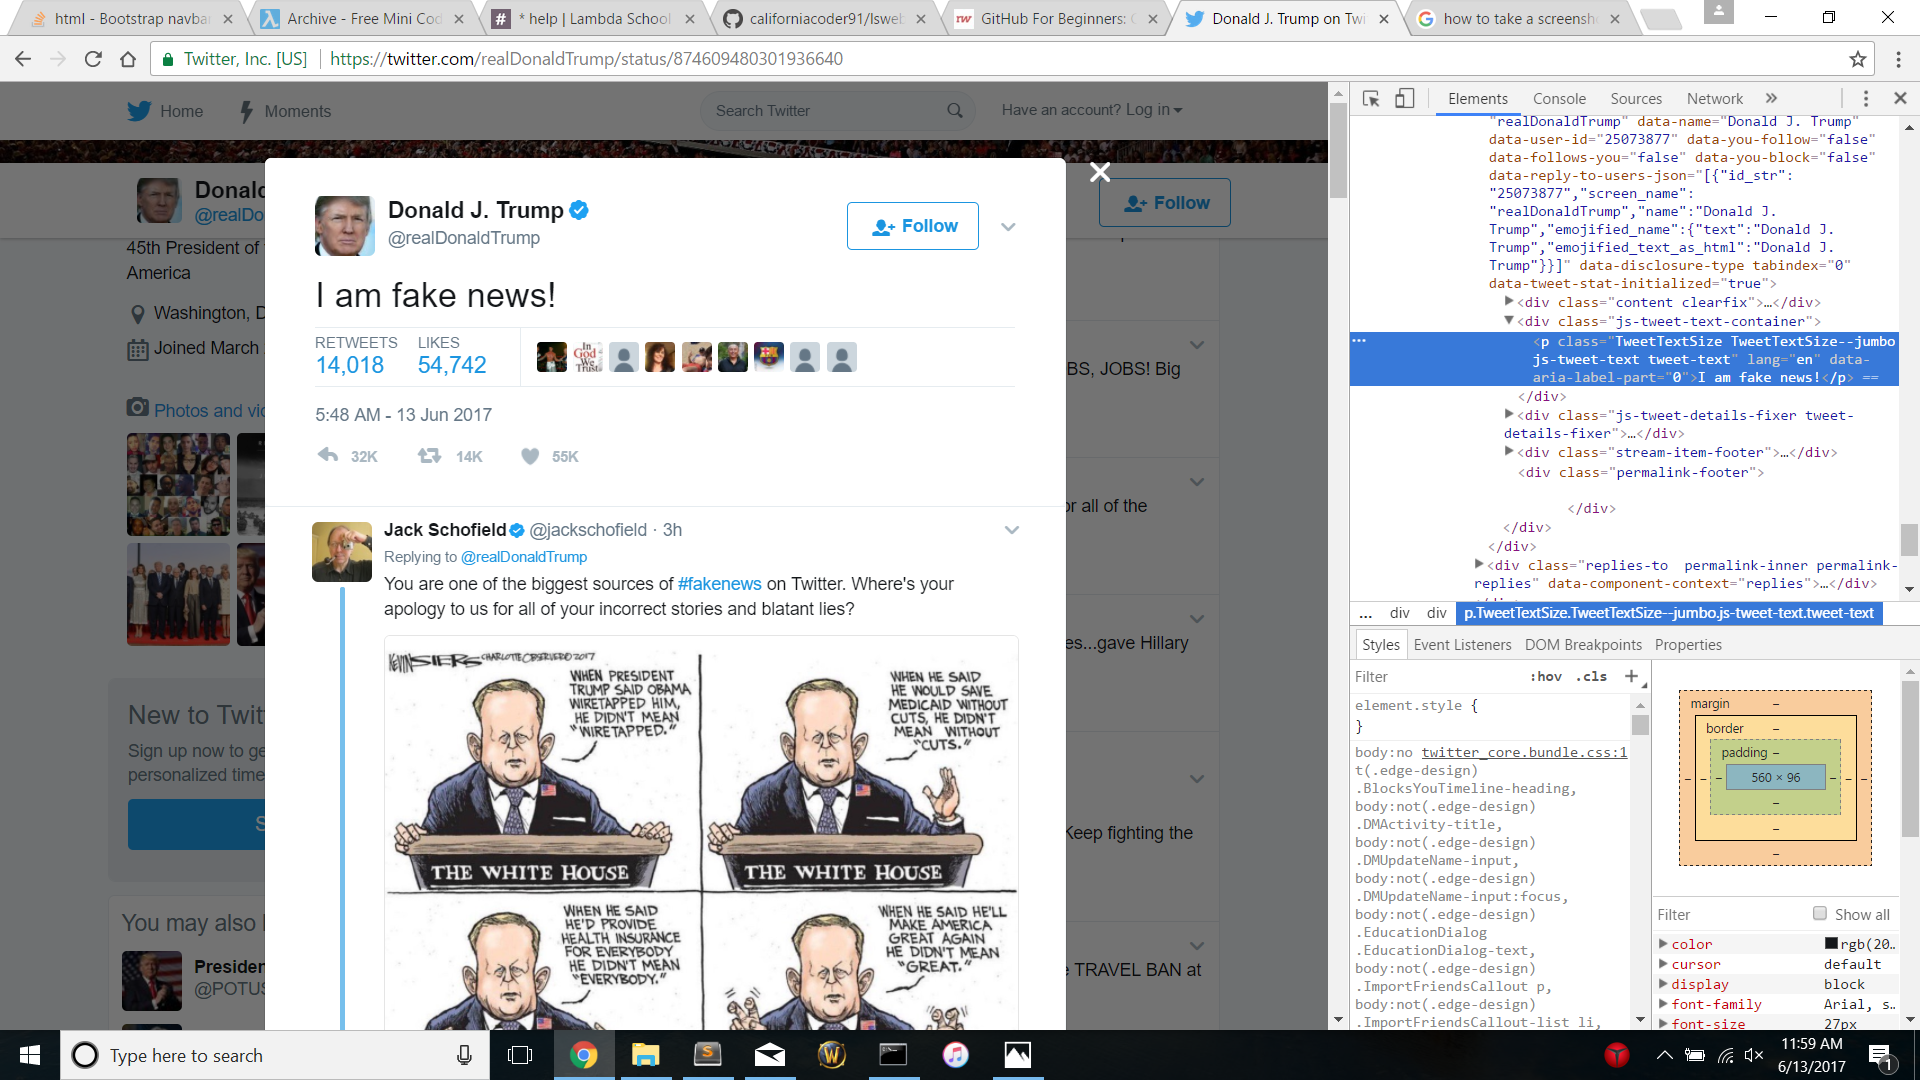 html - Bootstrap navba
Archive - Free Mini Cod
* help | Lambda School
californiacoder91/lsweb
GitHub For Beginners: C
Donald J. Trump on Twi
how to take a screensh
Twitter, Inc. [US]
https://twitter.com/realDonaldTrump/status/874609480301936640
Home
Moments
Search Twitter
Have an account? Log in
Donald
@realDo
Follow
45th President of
America
Washington, D
Joined March
Photos and vi
New to Twit
Sign up now to ge
personalized time
S
You may also l
Presiden
@POTUS
Donald J. Trump
@realDonaldTrump
Follow
I am fake news!
RETWEETS
14,018
LIKES
54,742
In God We Trust
5:48 AM - 13 Jun 2017
32K
14K
55K
Jack Schofield @jackschofield · 3h
Replying to @realDonaldTrump
You are one of the biggest sources of #fakenews on Twitter. Where's your
apology to us for all of your incorrect stories and blatant lies?
KEVIN SIERS CHARLOTTE OBSERVER © 2017
WHEN PRESIDENT
TRUMP SAID OBAMA
WIRETAPPED HIM,
HE DIDN'T MEAN
"WIRETAPPED."
THE WHITE HOUSE
WHEN HE SAID
HE WOULD SAVE
MEDICAID WITHOUT
CUTS, HE DIDN'T
MEAN WITHOUT
"CUTS."
THE WHITE HOUSE
WHEN HE SAID
HE'D PROVIDE
HEALTH INSURANCE
FOR EVERYBODY
HE DIDN'T MEAN
"EVERYBODY."
WHEN HE SAID HE'LL
MAKE AMERICA
GREAT AGAIN
HE DIDN'T MEAN
"GREAT."
BS, JOBS! Big
or all of the
es...gave Hillary
Keep fighting the
e TRAVEL BAN at
Elements
Console
Sources
Network
"realDonaldTrump" data-name="Donald J. Trump"
data-user-id="25073877" data-you-follow="false"
data-follows-you="false" data-you-block="false"
data-reply-to-users-json="[{"id_str":
"25073877","screen_name":
"realDonaldTrump","name":"Donald J.
Trump","emojified_name":{"text":"Donald J.
Trump","emojified_text_as_html":"Donald J.
Trump"}}]" data-disclosure-type tabindex="0"
data-tweet-stat-initialized="true">
<div class="content clearfix">…</div>
<div class="js-tweet-text-container">
<p class="TweetTextSize TweetTextSize--jumbo
js-tweet-text tweet-text" lang="en" data-
aria-label-part="0">I am fake news!</p> ==
</div>
<div class="js-tweet-details-fixer tweet-
details-fixer">…</div>
<div class="stream-item-footer">…</div>
<div class="permalink-footer">
</div>
</div>
</div>
<div class="replies-to  permalink-inner permalink-
replies" data-component-context="replies">…</div>
... div div p.TweetTextSize.TweetTextSize--jumbo.js-tweet-text.tweet-text
Styles
Event Listeners
DOM Breakpoints
Properties
Filter
:hov
.cls
+
element.style {
}
body:no twitter_core.bundle.css:1
t(.edge-design)
.BlocksYouTimeline-heading,
body:not(.edge-design)
.DMActivity-title,
body:not(.edge-design)
.DMUpdateName-input,
body:not(.edge-design)
.DMUpdateName-input:focus,
body:not(.edge-design)
.EducationDialog
.EducationDialog-text,
body:not(.edge-design)
.ImportFriendsCallout p,
body:not(.edge-design)
.ImportFriendsCallout-list li,
margin
border
padding
560 × 96
Filter
Show all
color rgb(20…
cursor default
display block
font-family Arial, s…
font-size 27px
Type here to search
11:59 AM
6/13/2017
1